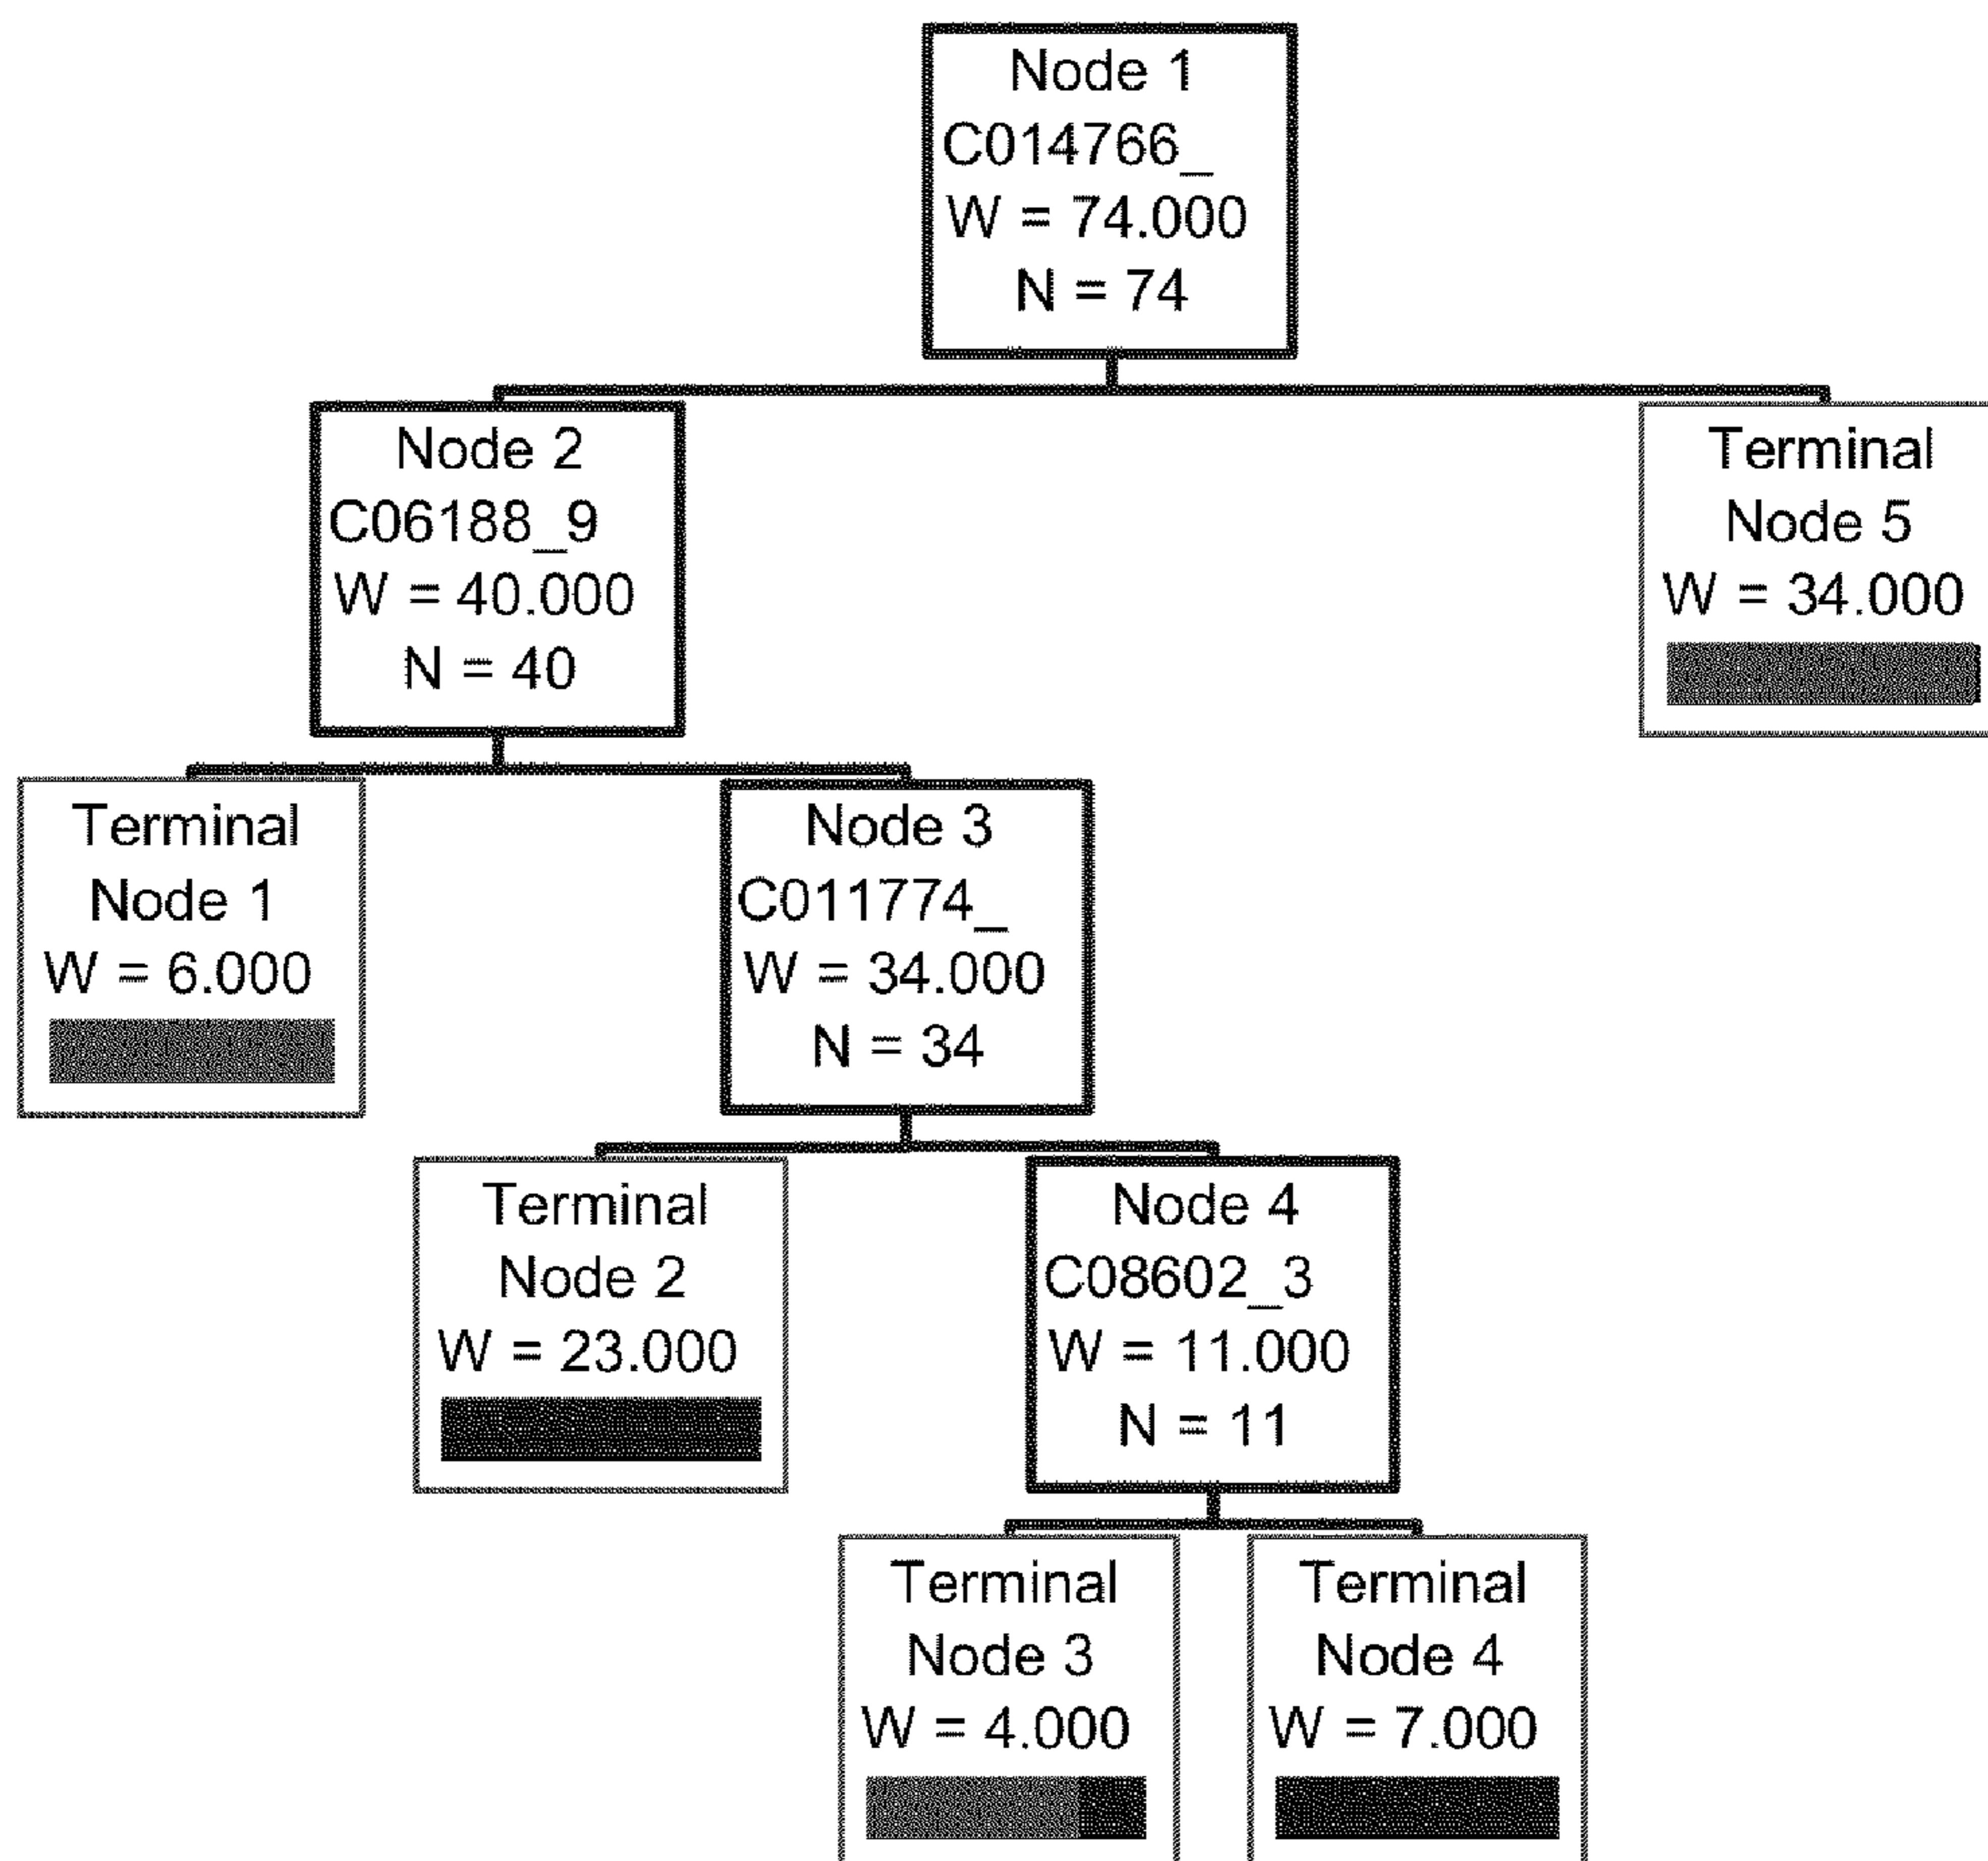 Node 1
C014766_
W = 74.000
N = 74
Node 2
C06188_9
W = 40.000
N = 40
Terminal
Node 5
W = 34.000
Terminal
Node 1
W = 6.000
Node 3
C011774_
W = 34.000
N = 34
Terminal
Node 2
W = 23.000
Node 4
C08602_3
W = 11.000
N = 11
Terminal
Node 3
W = 4.000
Terminal
Node 4
W = 7.000